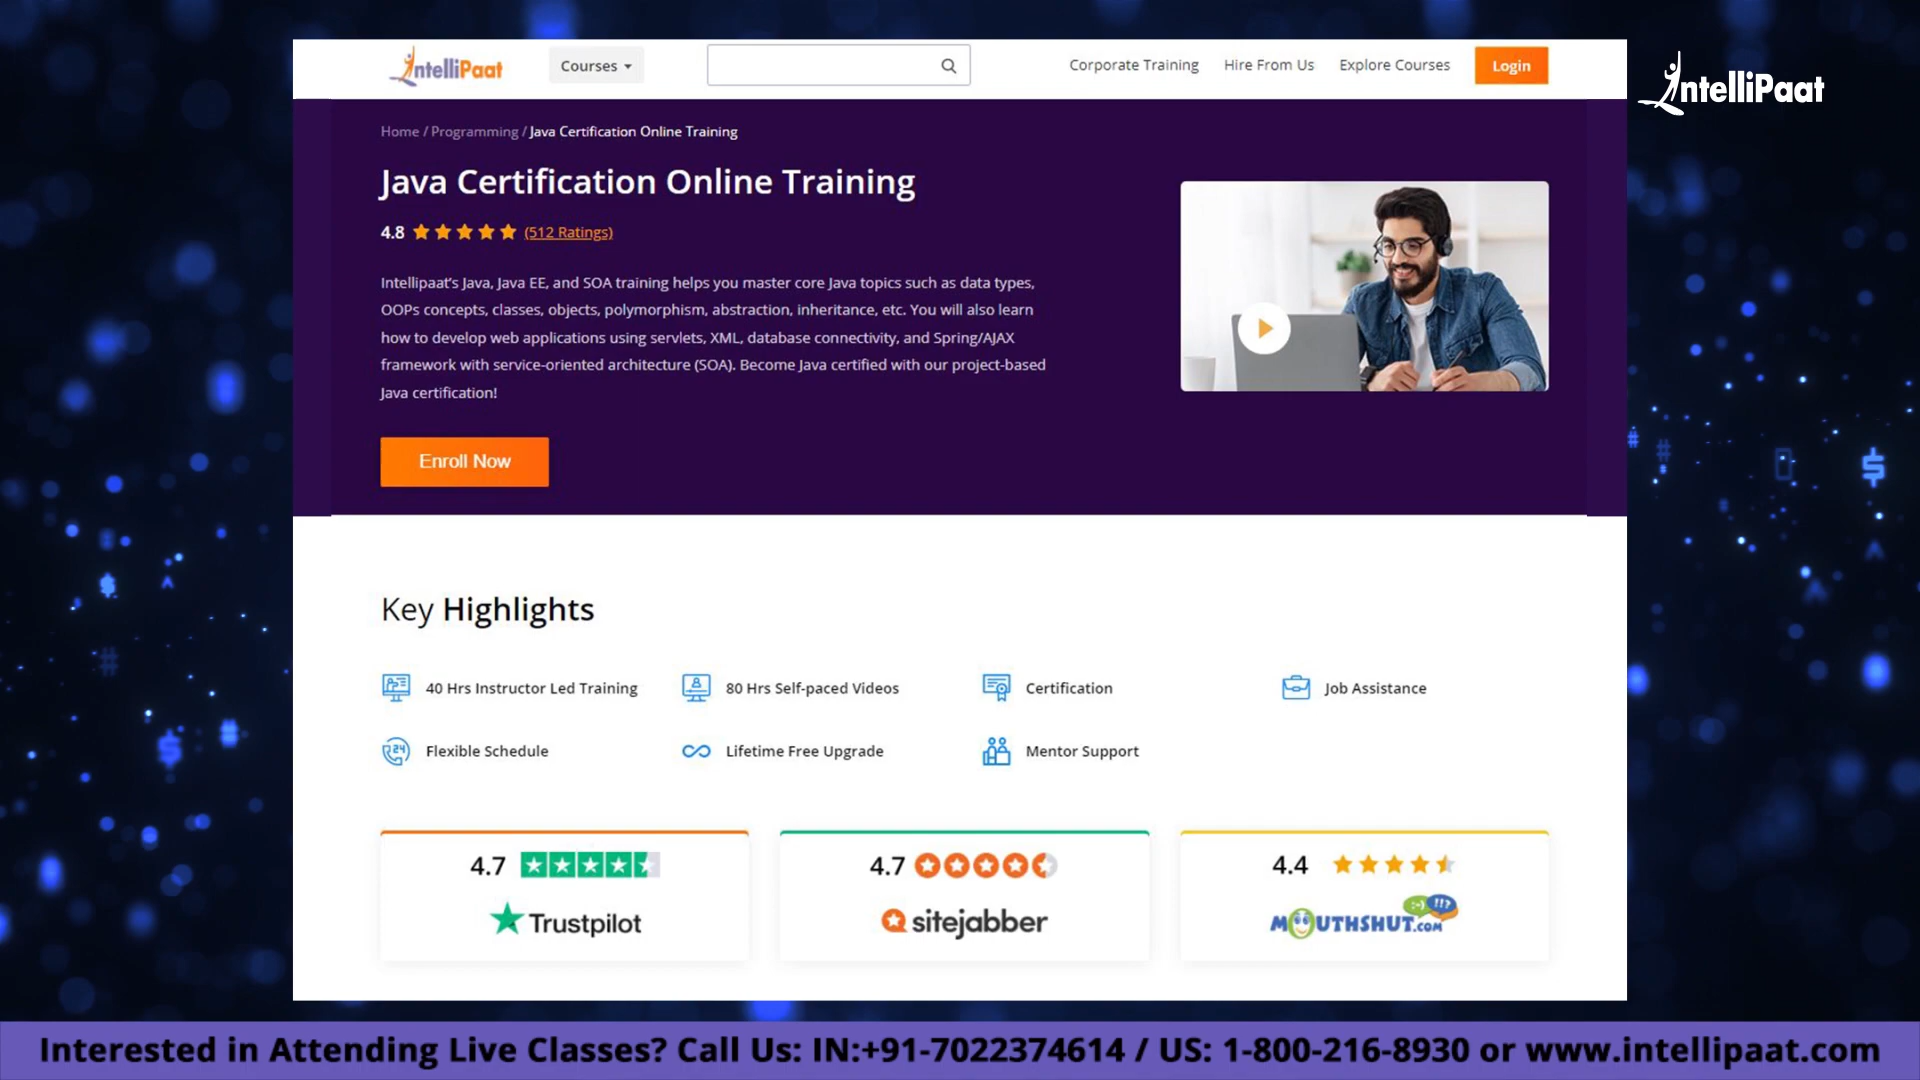 IntelliPaat
Courses
Corporate Training
Hire From Us
Explore Courses
Login
IntelliPaat
Home / Programming / Java Certification Online Training
Java Certification Online Training
4.8 (512 Ratings)
Intellipaat's Java, Java EE, and SOA training helps you master core Java topics such as data types,
OOPs concepts, classes, objects, polymorphism, abstraction, inheritance, etc. You will also learn
how to develop web applications using servlets, XML, database connectivity, and Spring/AJAX
framework with service-oriented architecture (SOA). Become Java certified with our project-based
Java certification!
Enroll Now
Key Highlights
40 Hrs Instructor Led Training
80 Hrs Self-paced Videos
Certification
Job Assistance
24
Flexible Schedule
Lifetime Free Upgrade
Mentor Support
4.7
Trustpilot
4.7
sitejabber
4.4
:-) !!?
MOUTHSHUT.COM
Interested in Attending Live Classes? Call Us: IN:+91-7022374614 / US: 1-800-216-8930 or www.intellipaat.com